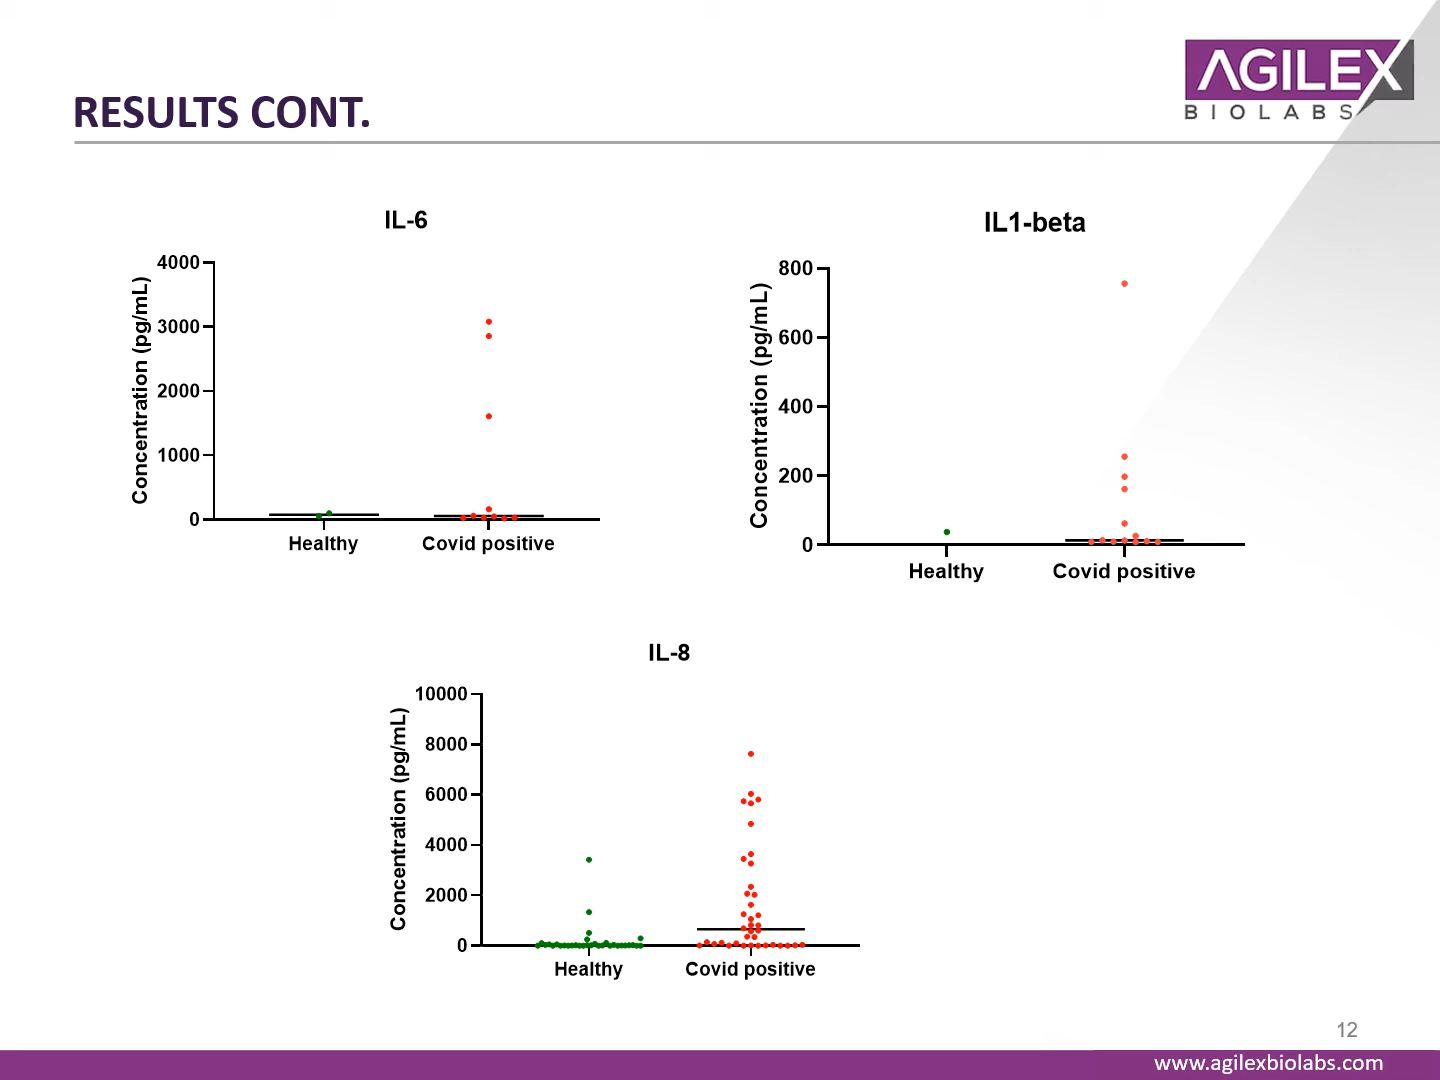 AGILEX
BIOLABS
RESULTS CONT.
IL-6
Concentration (pg/mL)
4000
3000
2000
1000
0
Healthy
Covid positive
IL1-beta
Concentration (pg/mL)
800
600
400
200
0
Healthy
Covid positive
IL-8
Concentration (pg/mL)
10000
8000
6000
4000
2000
0
Healthy
Covid positive
12
www.agilexbiolabs.com